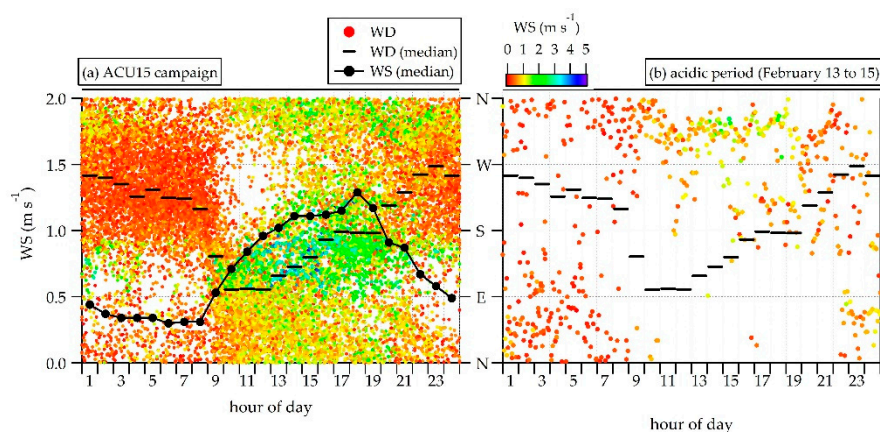 WD
WD (median)
WS (median)
WS (m s⁻¹)
0 1 2 3 4 5
(a) ACU15 campaign
(b) acidic period (February 13 to 15)
2.0
1.5
1.0
0.5
0.0
WS (m s⁻¹)
N
W
S
E
N
1 3 5 7 9 11 13 15 17 19 21 23
hour of day
1 3 5 7 9 11 13 15 17 19 21 23
hour of day